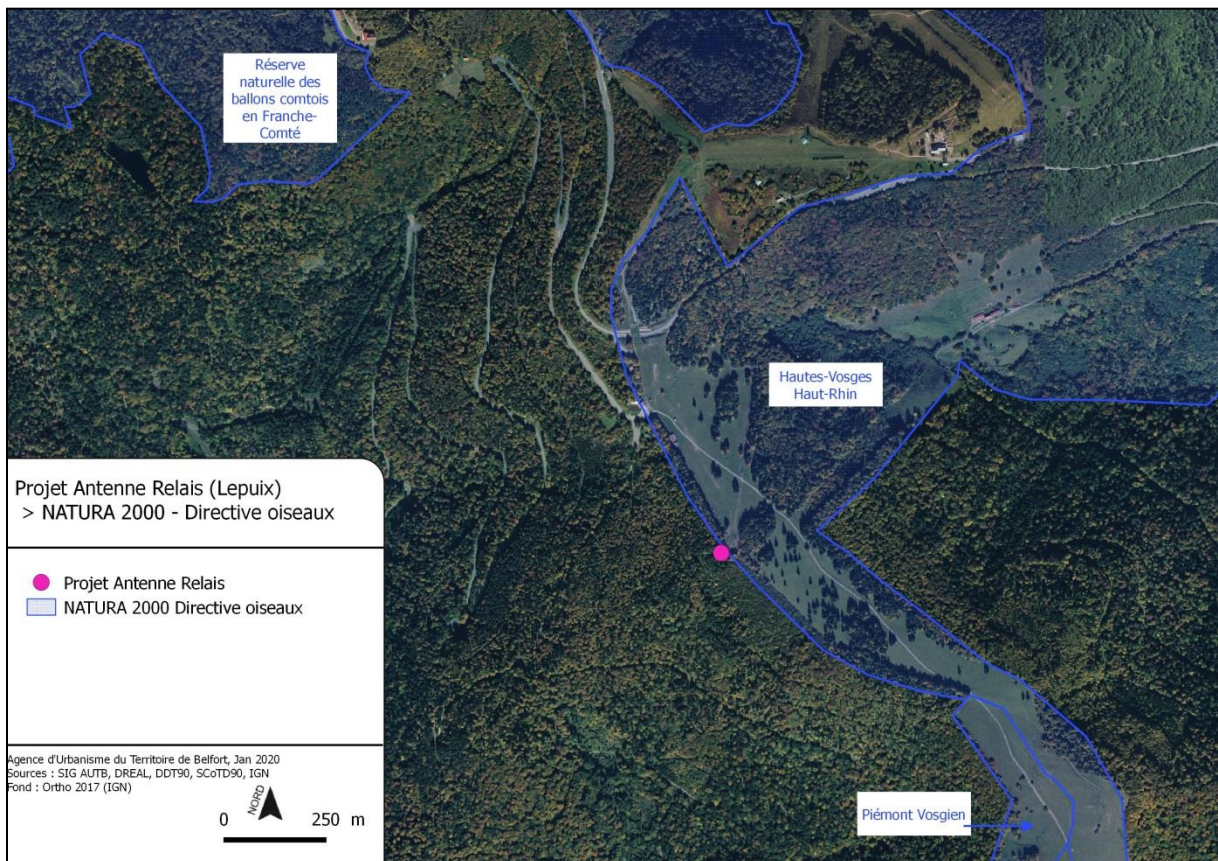 Réserve
naturelle des
ballons comtois
en Franche-
Comté
Hautes-Vosges
Haut-Rhin
Projet Antenne Relais (Lepuix)
> NATURA 2000 - Directive oiseaux
Projet Antenne Relais
NATURA 2000 Directive oiseaux
Agence d'Urbanisme du Territoire de Belfort, Jan 2020
Sources : SIG AUTB, DREAL, DDT90, SCoTD90, IGN
Fond : Ortho 2017 (IGN)
NORD
0 250 m
Piémont Vosgien